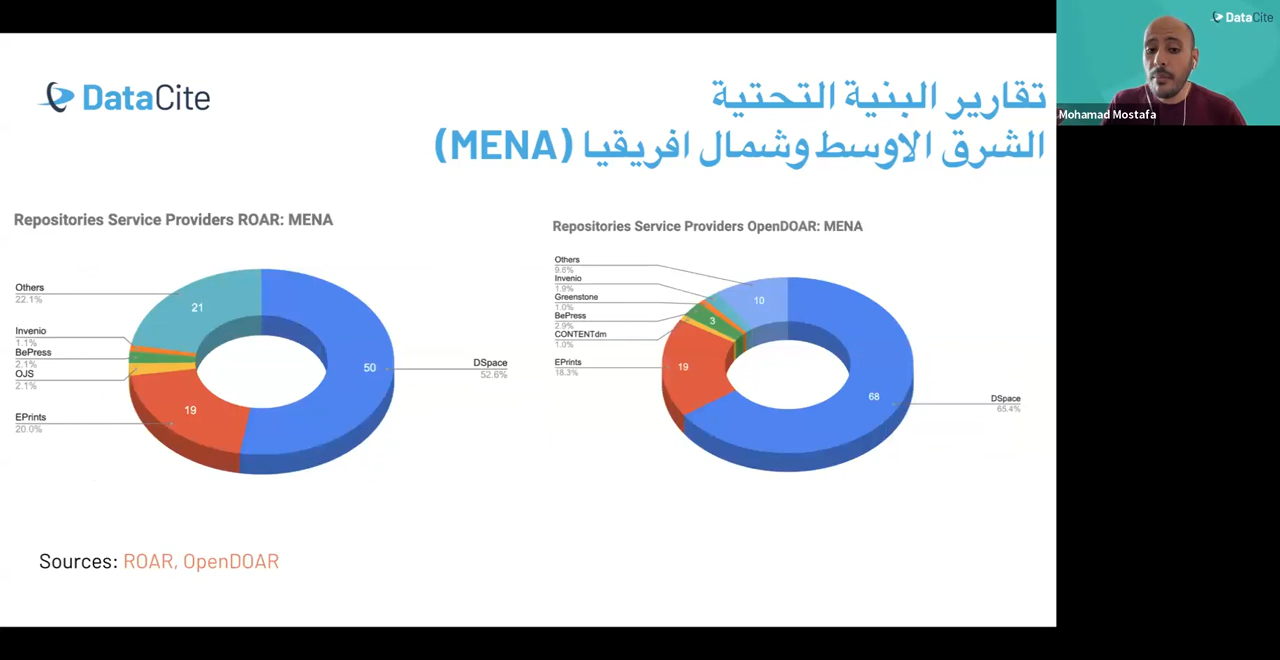 DataCite
تقارير البنية التحتية
الشرق الاوسط وشمال افريقيا (MENA)
DataCite
Mohamad Mostafa
Repositories Service Providers ROAR: MENA
Others
22.1%
Invenio
1.1%
BePress
2.1%
OJS
2.1%
EPrints
20.0%
21
19
50
DSpace
52.6%
Repositories Service Providers OpenDOAR: MENA
Others
9.6%
Invenio
1.9%
Greenstone
1.0%
BePress
2.9%
CONTENTdm
1.0%
EPrints
18.3%
10
3
19
68
DSpace
65.4%
Sources: ROAR, OpenDOAR